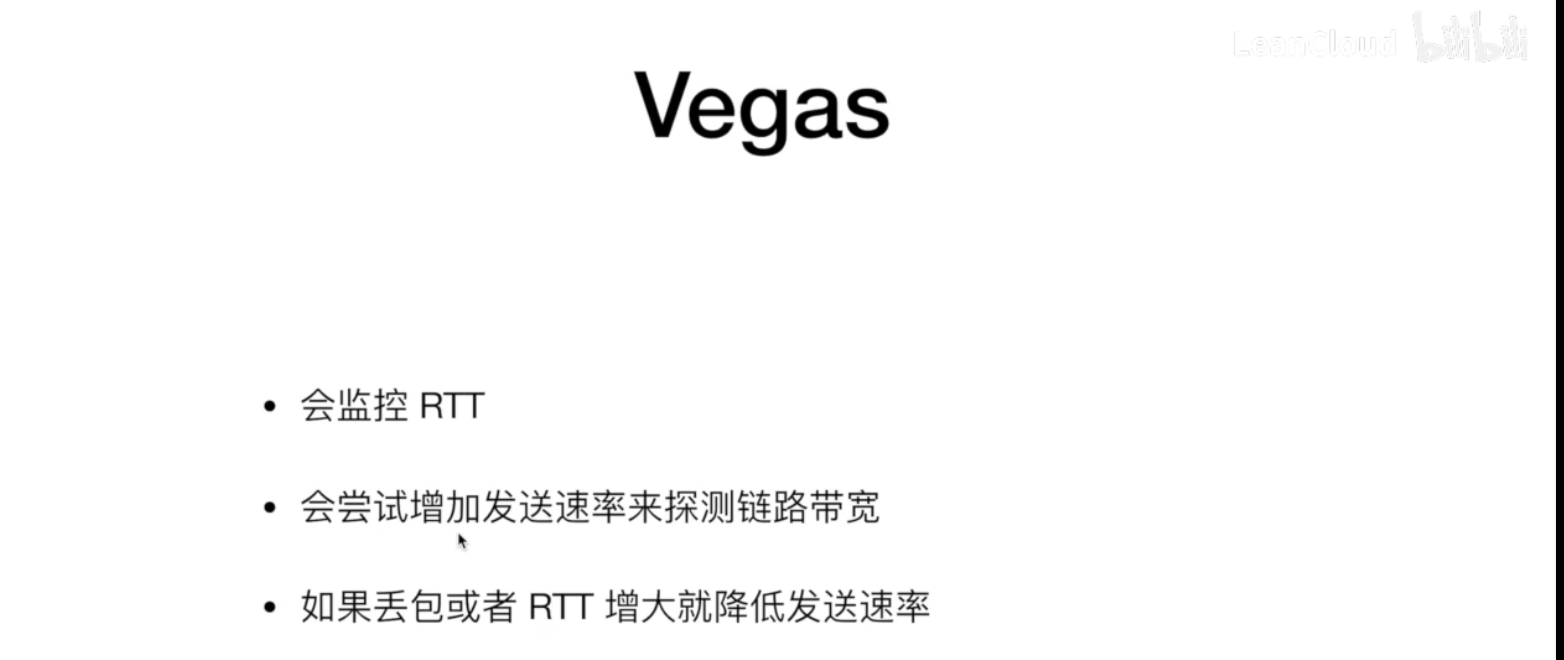 LeanCloud bilibili
Vegas
• 会监控 RTT
• 会尝试增加发送速率来探测链路带宽
• 如果丢包或者 RTT 增大就降低发送速率